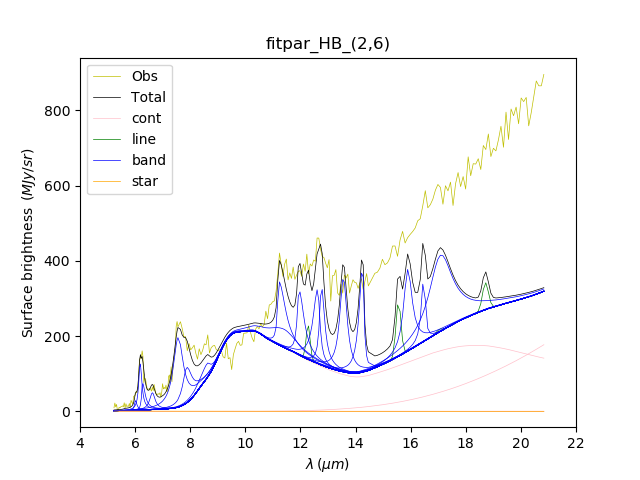 fitpar_HB_(2,6)
Obs
Total
cont
line
band
star
Surface brightness (MJy/sr)
800
600
400
200
0
4 6 8 10 12 14 16 18 20 22
λ (μm)